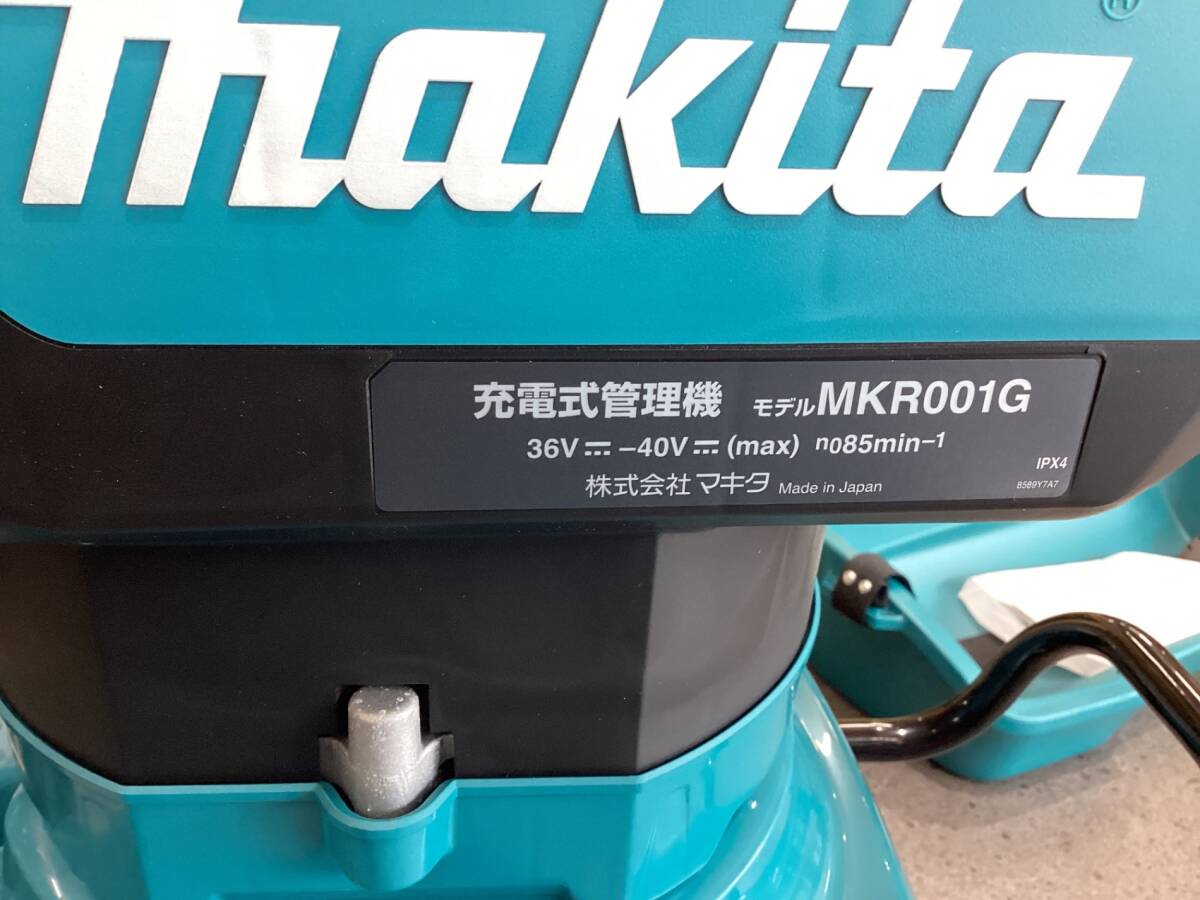 makita®
充電式管理機 モデルMKR001G
36V⎓–40V⎓(max) n₀85min–1
IPX4
株式会社マキタ Made in Japan 8589Y7A7